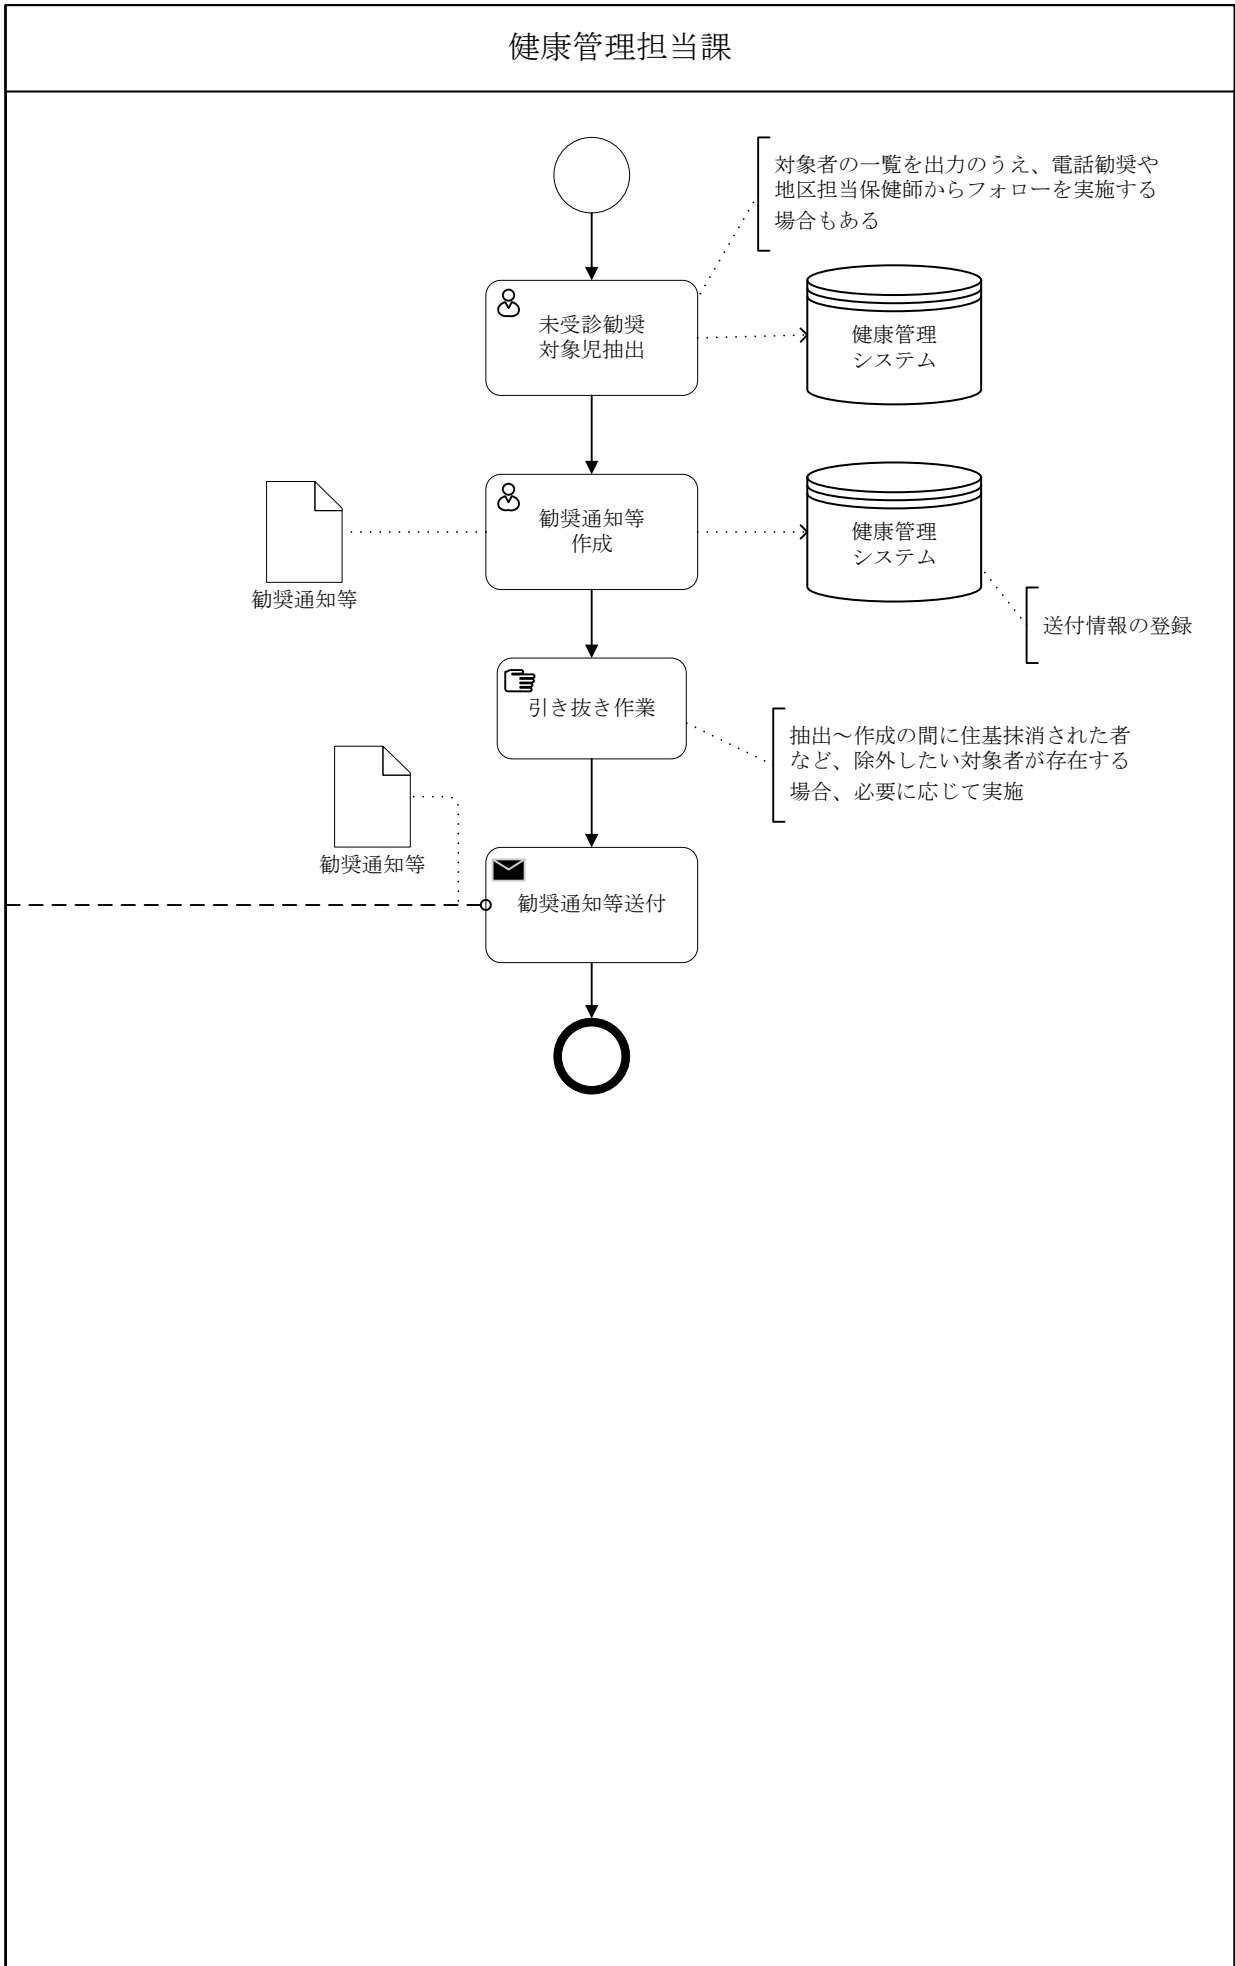 健康管理担当課
対象者の一覧を出力のうえ、電話勧奨や
地区担当保健師からフォローを実施する
場合もある
未受診勧奨
対象児抽出
健康管理
システム
勧奨通知等
作成
健康管理
システム
勧奨通知等
送付情報の登録
引き抜き作業
抽出～作成の間に住基抹消された者
など、除外したい対象者が存在する
場合、必要に応じて実施
勧奨通知等
勧奨通知等送付